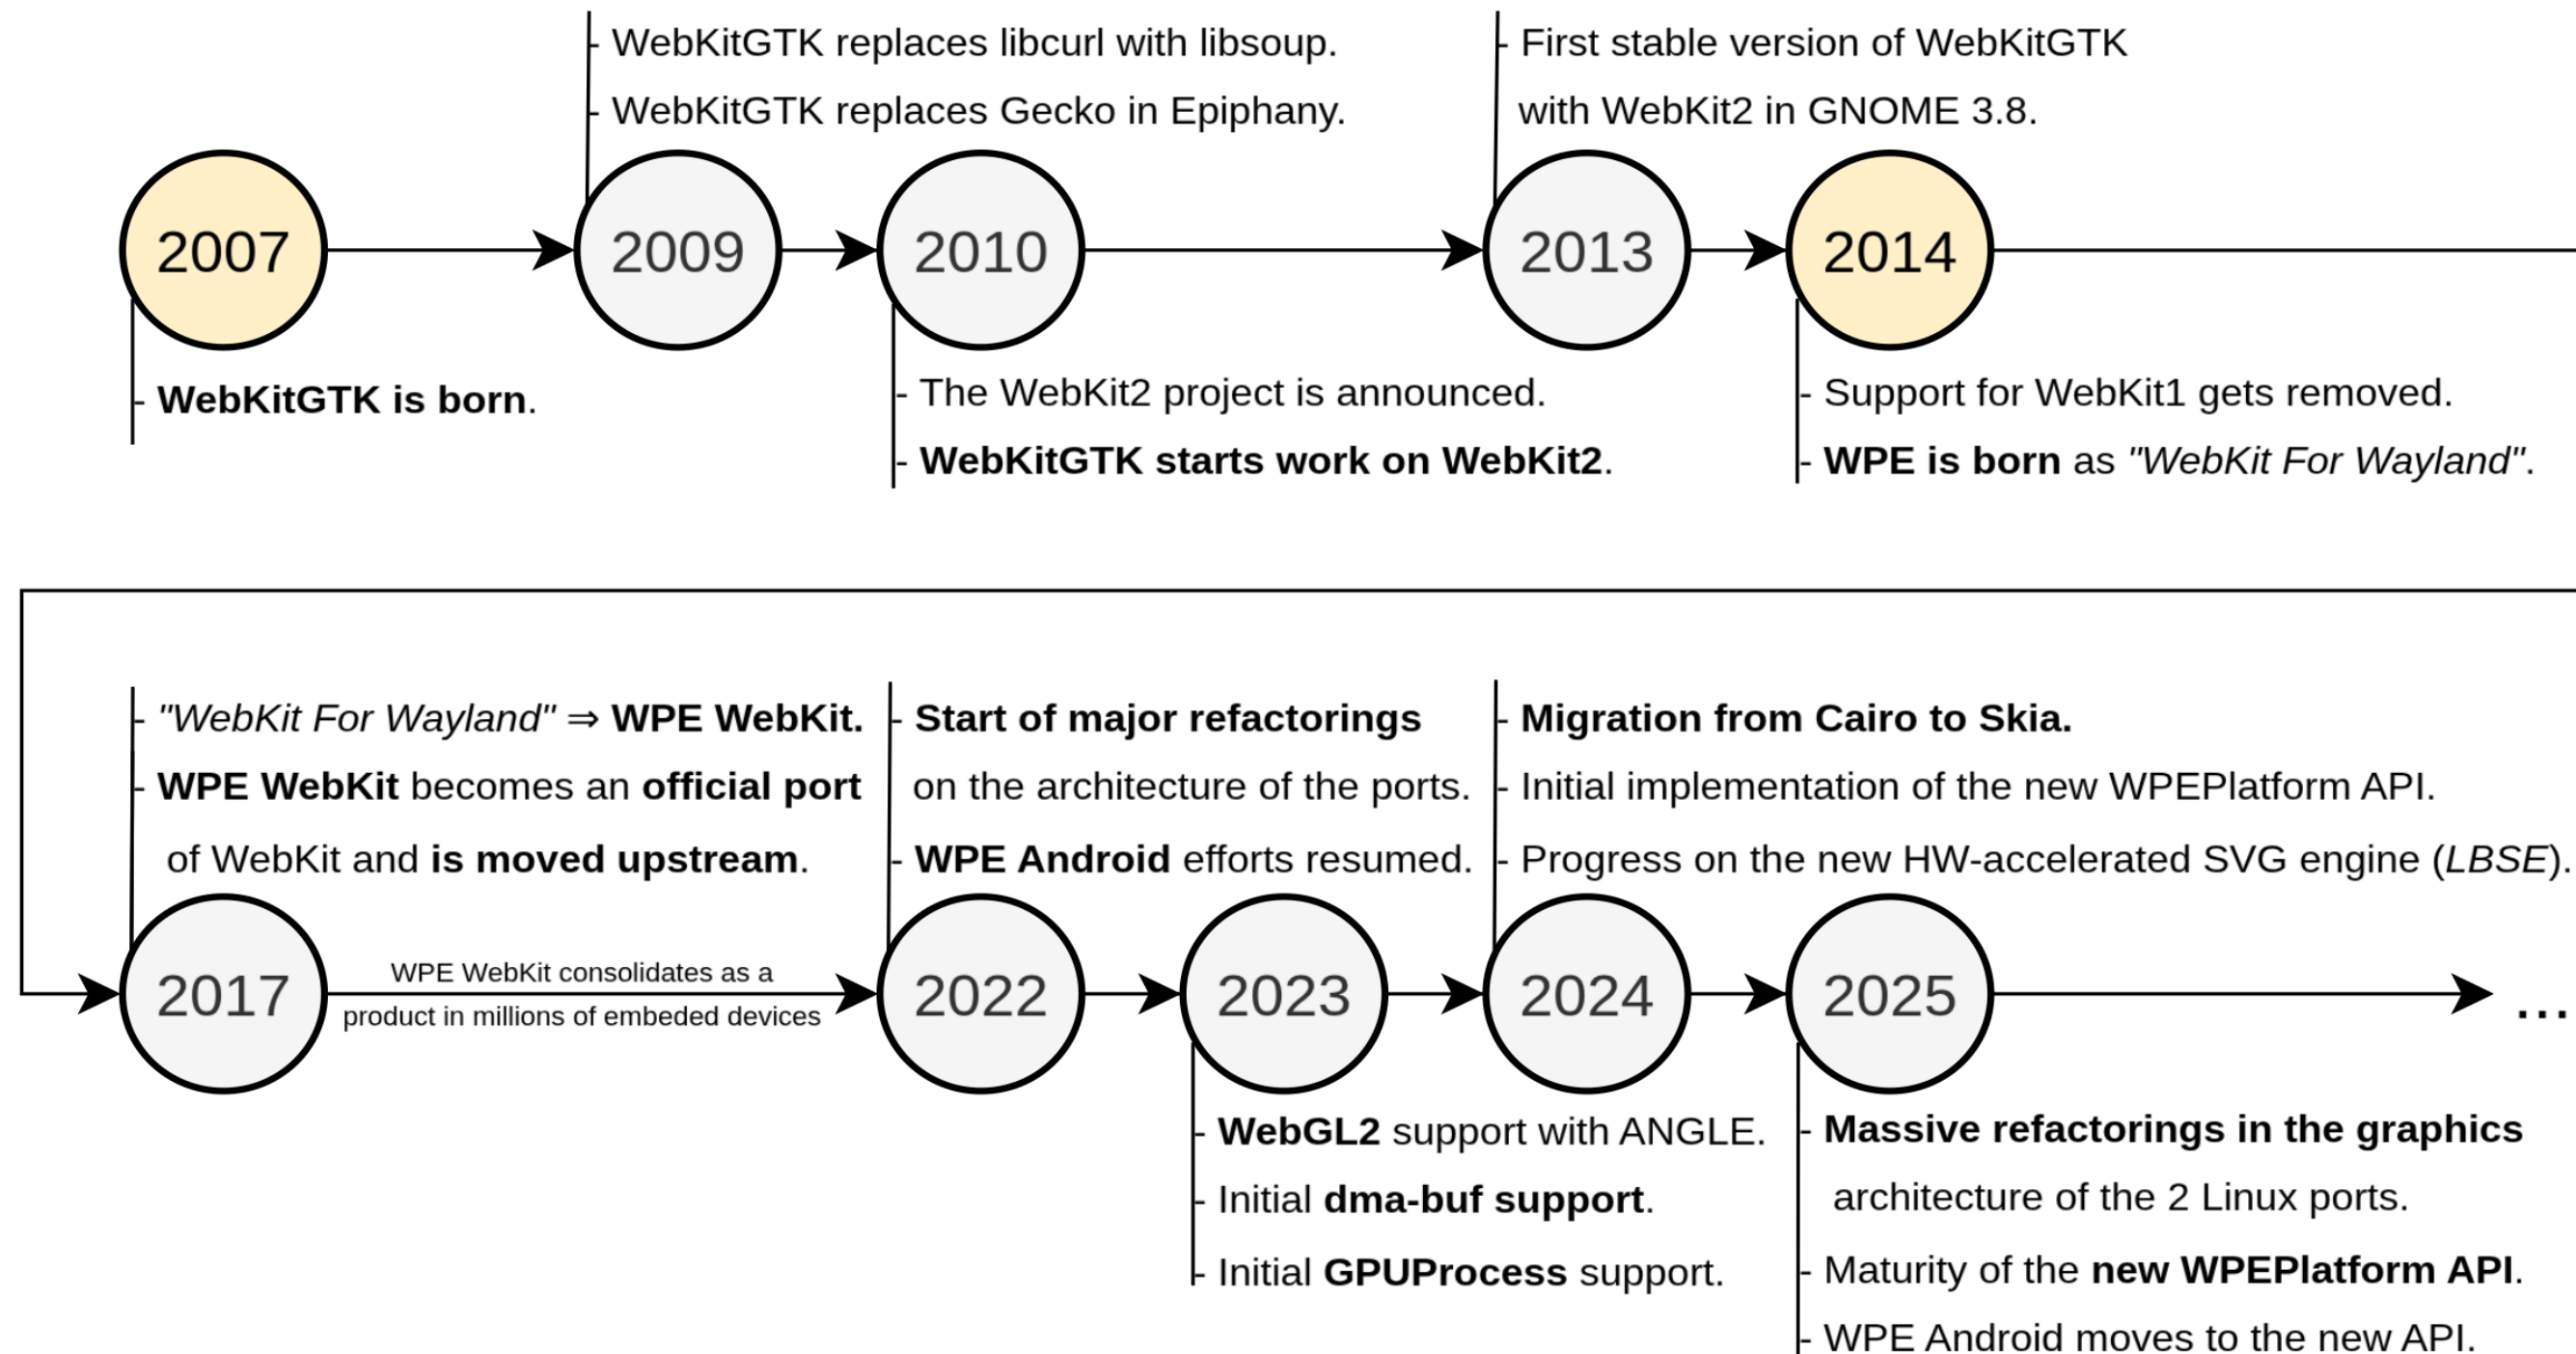 - WebKitGTK replaces libcurl with libsoup.
- WebKitGTK replaces Gecko in Epiphany.
- First stable version of WebKitGTK
with WebKit2 in GNOME 3.8.
2007
2009
2010
2013
2014
- WebKitGTK is born.
- The WebKit2 project is announced.
- WebKitGTK starts work on WebKit2.
- Support for WebKit1 gets removed.
- WPE is born as "WebKit For Wayland".
- "WebKit For Wayland" ⇒ WPE WebKit.
- WPE WebKit becomes an official port
of WebKit and is moved upstream.
- Start of major refactorings
on the architecture of the ports.
- WPE Android efforts resumed.
- Migration from Cairo to Skia.
- Initial implementation of the new WPEPlatform API.
- Progress on the new HW-accelerated SVG engine (LBSE).
2017
WPE WebKit consolidates as a
product in millions of embeded devices
2022
2023
2024
2025
...
- WebGL2 support with ANGLE.
- Initial dma-buf support.
- Initial GPUProcess support.
- Massive refactorings in the graphics
architecture of the 2 Linux ports.
- Maturity of the new WPEPlatform API.
- WPE Android moves to the new API.